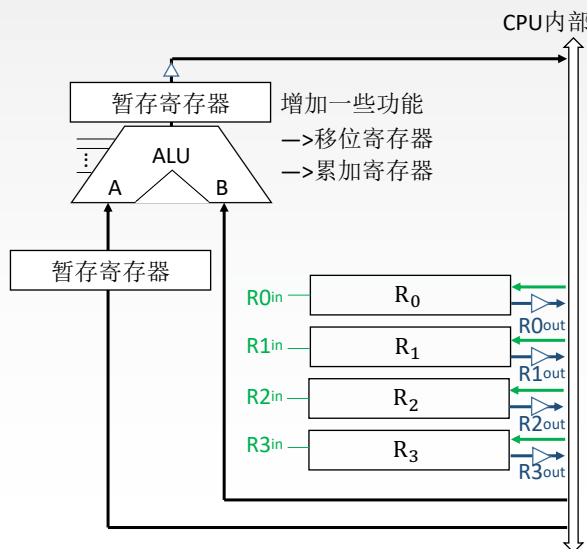 CPU内部
暂存寄存器
增加一些功能
—>移位寄存器
—>累加寄存器
ALU
A
B
暂存寄存器
R0in
R₀
R0out
R1in
R₁
R1out
R2in
R₂
R2out
R3in
R₃
R3out